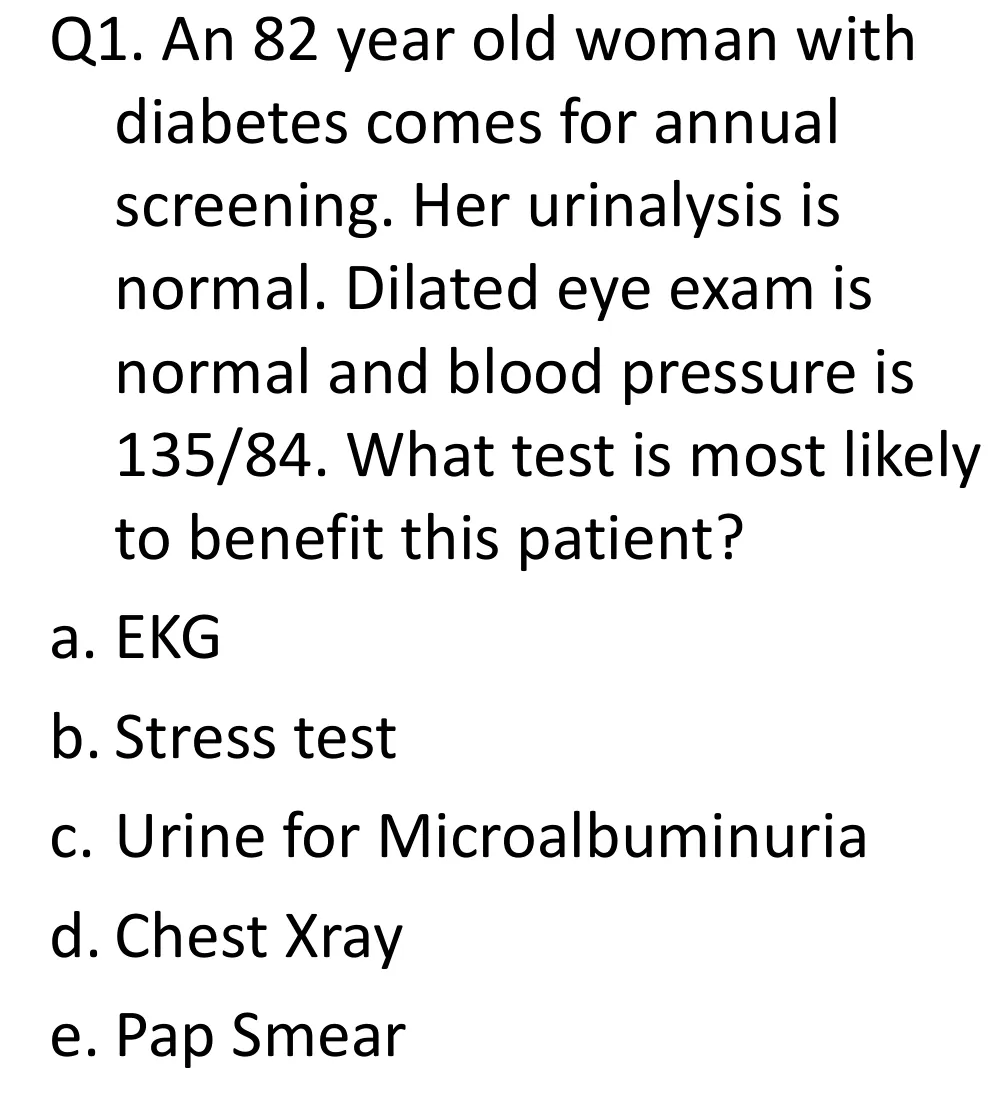 Q1. An 82 year old woman with
diabetes comes for annual
screening. Her urinalysis is
normal. Dilated eye exam is
normal and blood pressure is
135/84. What test is most likely
to benefit this patient?
a. EKG
b. Stress test
c. Urine for Microalbuminuria
d. Chest Xray
e. Pap Smear